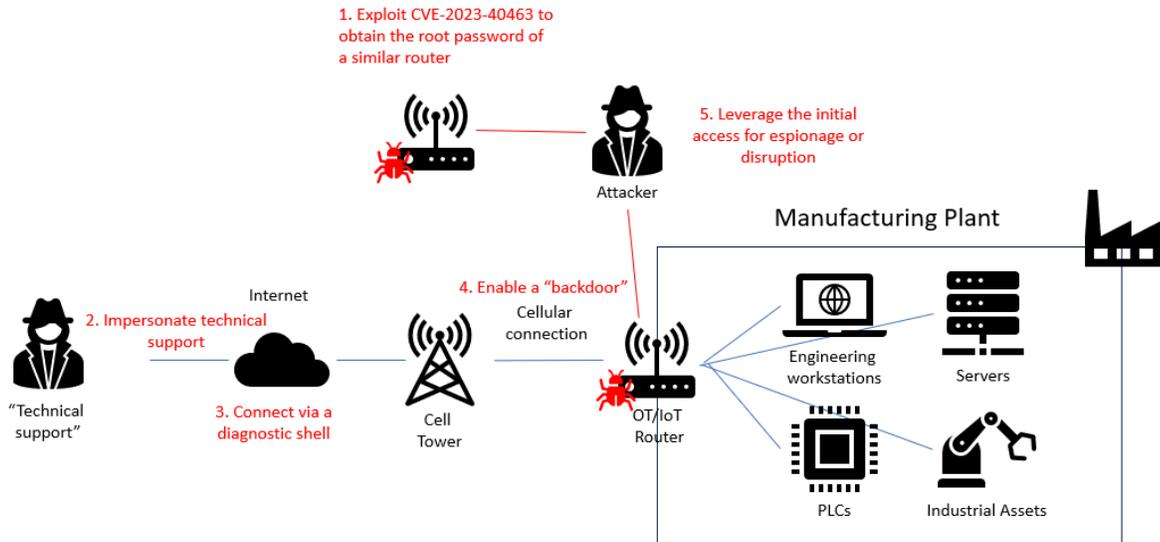 1. Exploit CVE-2023-40463 to
obtain the root password of
a similar router
5. Leverage the initial
access for espionage or
disruption
Attacker
Manufacturing Plant
4. Enable a “backdoor”
Internet
Cellular
connection
2. Impersonate technical
support
Engineering
workstations
Servers
“Technical
support”
3. Connect via a
diagnostic shell
Cell
Tower
OT/IoT
Router
PLCs
Industrial Assets